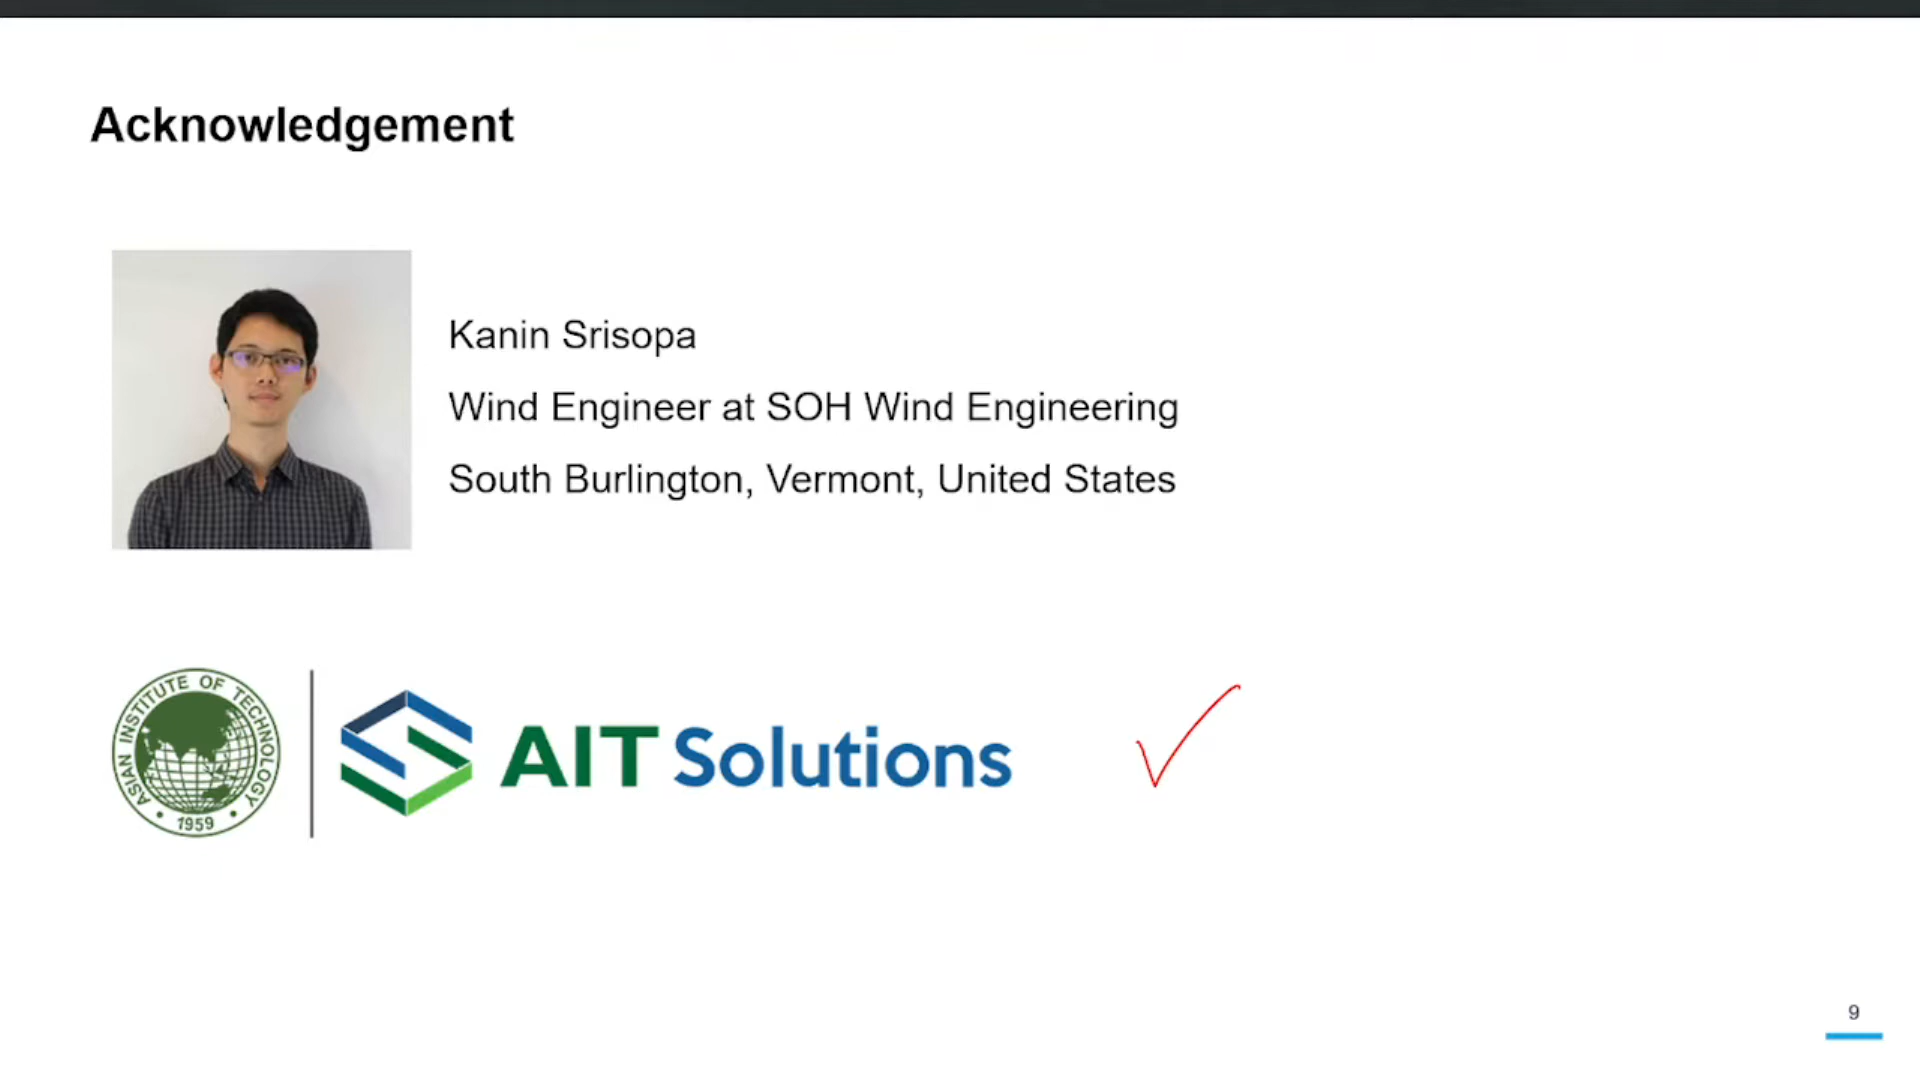 Acknowledgement
Kanin Srisopa
Wind Engineer at SOH Wind Engineering
South Burlington, Vermont, United States
ASIAN INSTITUTE OF TECHNOLOGY
1959
AIT Solutions
9